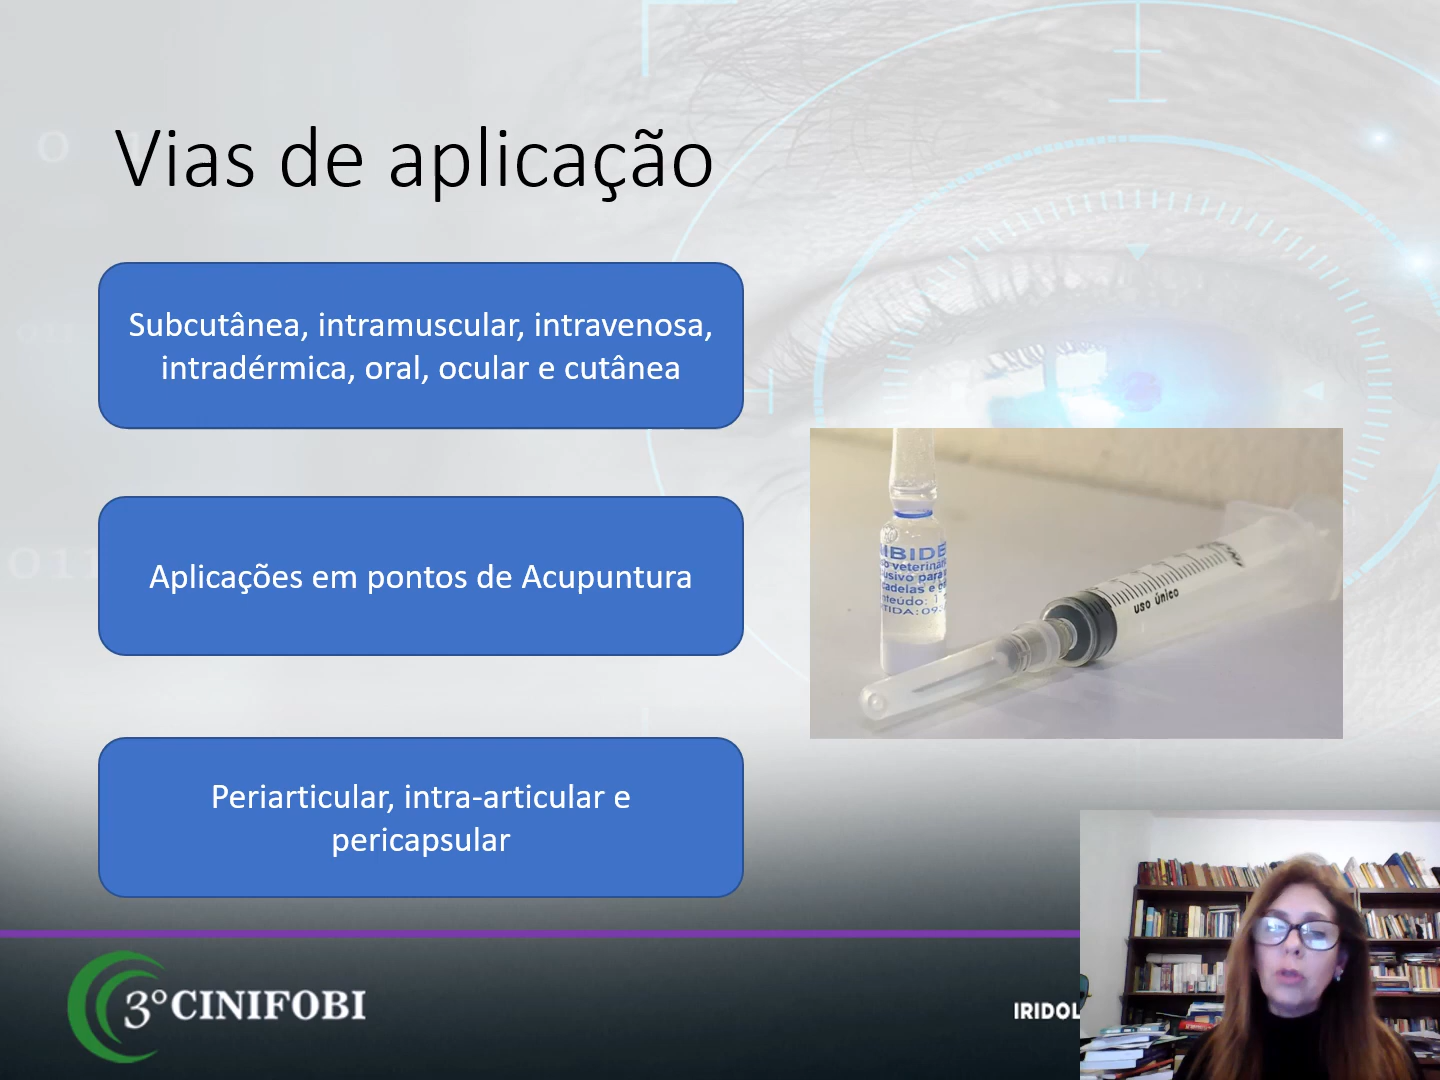 Vias de aplicação
Subcutânea, intramuscular, intravenosa,
intradérmica, oral, ocular e cutânea
Aplicações em pontos de Acupuntura
Periarticular, intra-articular e
pericapsular
uso único
3°CINIFOBI
IRIDOL